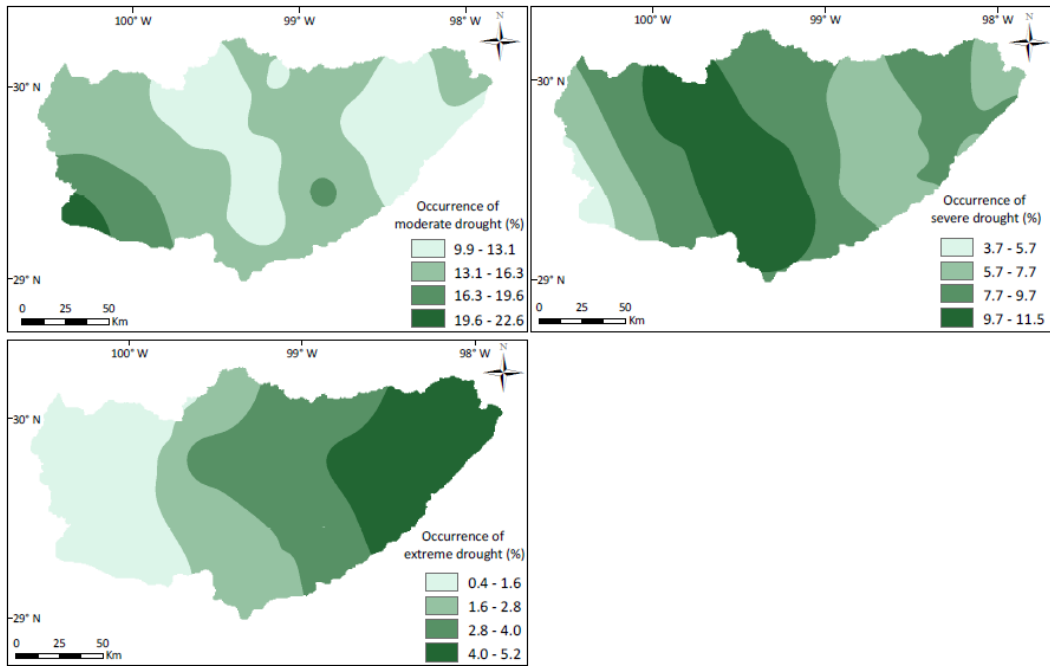 100° W 99° W 98° W
N
30° N
29° N
Occurrence of
moderate drought (%)
9.9 - 13.1
13.1 - 16.3
16.3 - 19.6
19.6 - 22.6
0 25 50
Km
100° W 99° W 98° W
N
30° N
29° N
Occurrence of
severe drought (%)
3.7 - 5.7
5.7 - 7.7
7.7 - 9.7
9.7 - 11.5
0 25 50
Km
100° W 99° W 98° W
N
30° N
29° N
Occurrence of
extreme drought (%)
0.4 - 1.6
1.6 - 2.8
2.8 - 4.0
4.0 - 5.2
0 25 50
Km